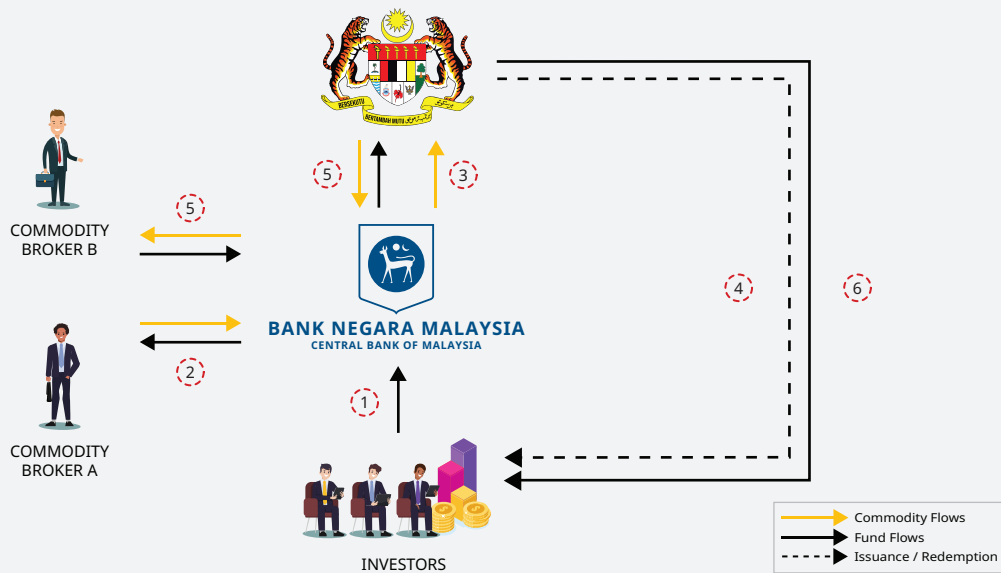 BERSEKUTU
BERTAMBAH MUTU
5
3
5
COMMODITY
BROKER B
4
6
BANK NEGARA MALAYSIA
CENTRAL BANK OF MALAYSIA
2
1
COMMODITY
BROKER A
INVESTORS
Commodity Flows
Fund Flows
Issuance / Redemption